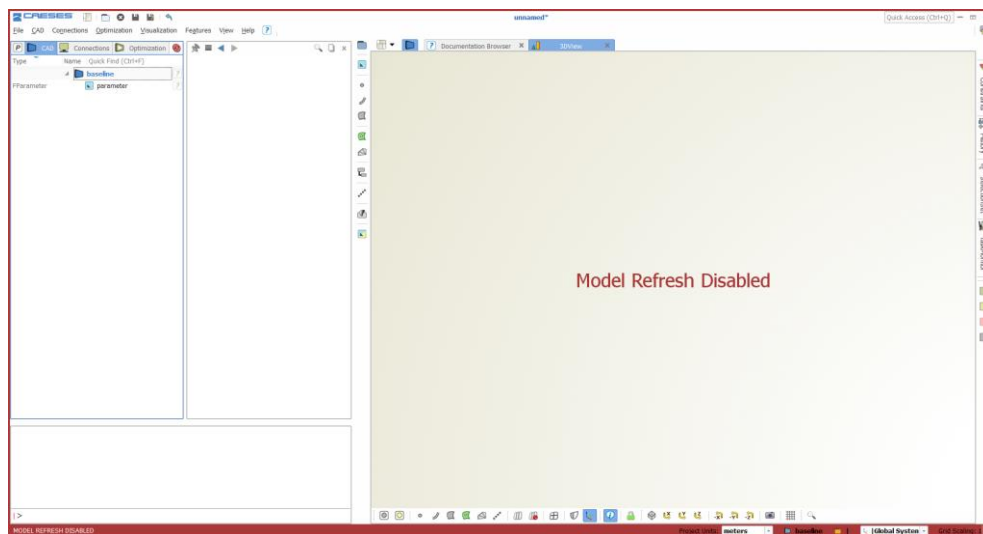 CAESES
unnamed*
Quick Access (Ctrl+Q)
File CAD Connections Optimization Visualization Features View Help ?
CAD Connections Optimization
Documentation Browser
3DView
Type Name Quick Find (Ctrl+F)
baseline ?
FParameter parameter ?
Model Refresh Disabled
|>
MODEL REFRESH DISABLED
Project Units: meters
baseline
|Global System
Grid Scaling: